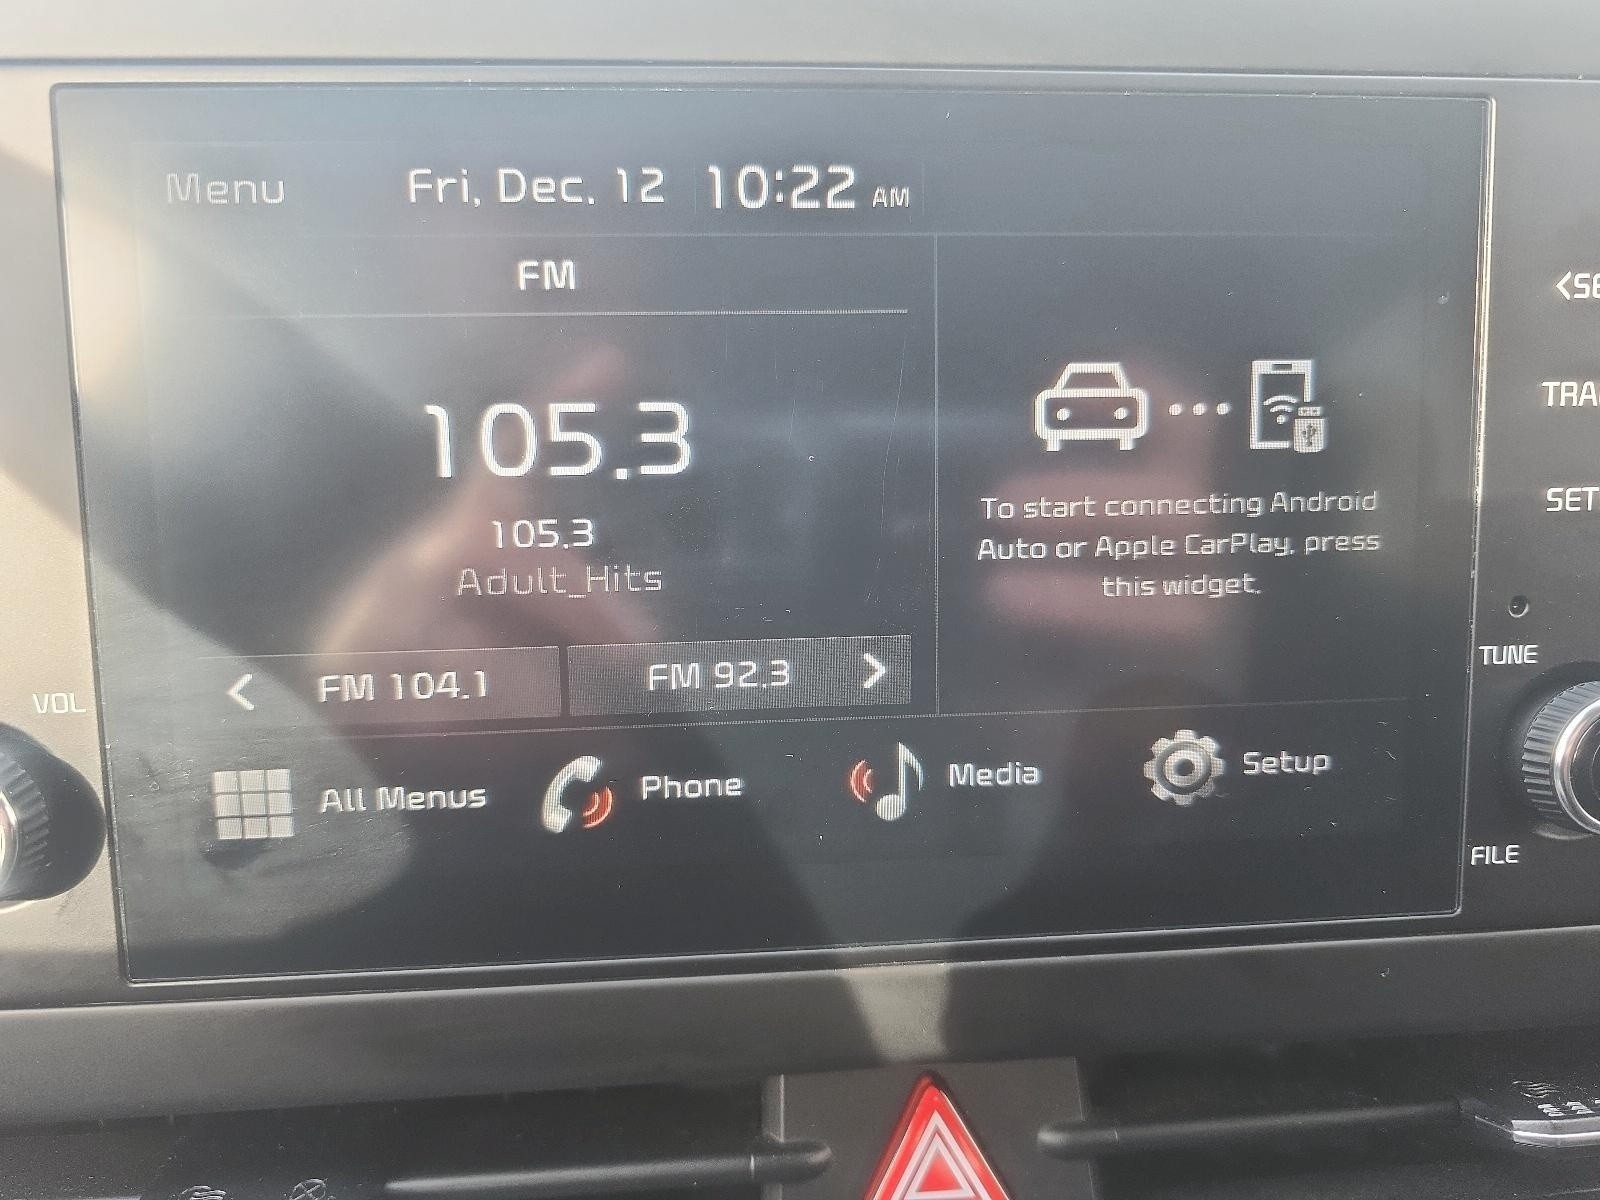 Menu Fri, Dec. 12 10:22 AM
FM
105.3
105.3
Adult_Hits
FM 104.1 FM 92.3
To start connecting Android
Auto or Apple CarPlay, press
this widget.
All Menus Phone Media Setup
VOL
TUNE
FILE